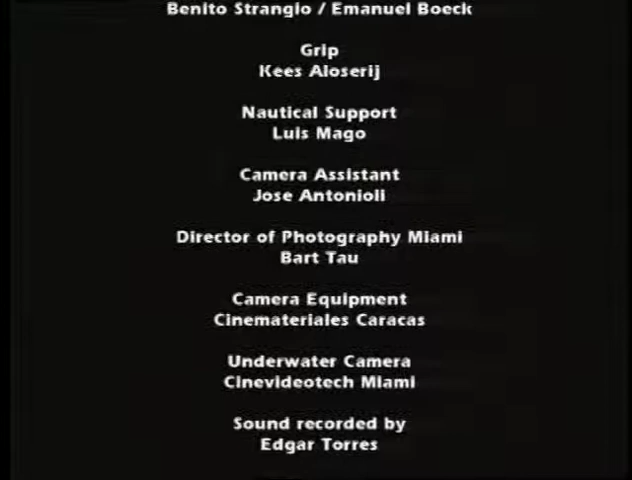 Benito Strangio / Emanuel Boeck
Grip
Kees Aloserij
Nautical Support
Luis Mago
Camera Assistant
Jose Antonioli
Director of Photography Miami
Bart Tau
Camera Equipment
Cinemateriales Caracas
Underwater Camera
Cinevideotech Miami
Sound recorded by
Edgar Torres